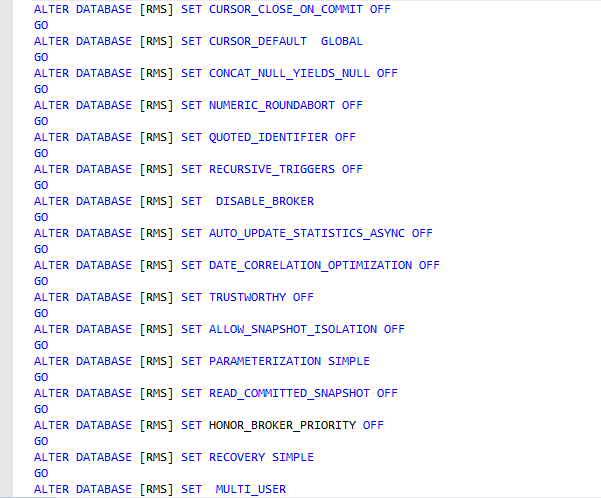 ALTER DATABASE [RMS] SET CURSOR_CLOSE_ON_COMMIT OFF
GO
ALTER DATABASE [RMS] SET CURSOR_DEFAULT  GLOBAL
GO
ALTER DATABASE [RMS] SET CONCAT_NULL_YIELDS_NULL OFF
GO
ALTER DATABASE [RMS] SET NUMERIC_ROUNDABORT OFF
GO
ALTER DATABASE [RMS] SET QUOTED_IDENTIFIER OFF
GO
ALTER DATABASE [RMS] SET RECURSIVE_TRIGGERS OFF
GO
ALTER DATABASE [RMS] SET  DISABLE_BROKER
GO
ALTER DATABASE [RMS] SET AUTO_UPDATE_STATISTICS_ASYNC OFF
GO
ALTER DATABASE [RMS] SET DATE_CORRELATION_OPTIMIZATION OFF
GO
ALTER DATABASE [RMS] SET TRUSTWORTHY OFF
GO
ALTER DATABASE [RMS] SET ALLOW_SNAPSHOT_ISOLATION OFF
GO
ALTER DATABASE [RMS] SET PARAMETERIZATION SIMPLE
GO
ALTER DATABASE [RMS] SET READ_COMMITTED_SNAPSHOT OFF
GO
ALTER DATABASE [RMS] SET HONOR_BROKER_PRIORITY OFF
GO
ALTER DATABASE [RMS] SET RECOVERY SIMPLE
GO
ALTER DATABASE [RMS] SET  MULTI_USER